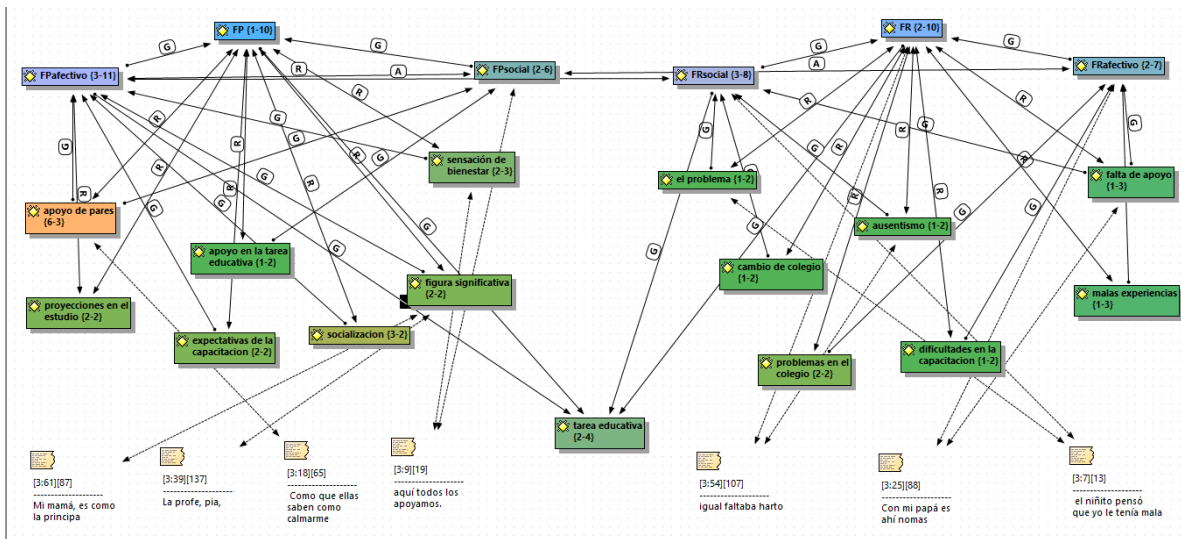 FP {1-10}
FR {2-10}
G
G
G
G
FPafectivo {3-11}
R
A
FPsocial {2-6}
FRsocial {3-8}
A
FRafectivo {2-7}
R
R
R
G
R
R
G
G
G
R
G
G
R
R
R
sensación de
bienestar {2-3}
R
R
R
G
R
G
el problema {1-2}
G
falta de apoyo
{1-3}
apoyo de pares
{6-3}
G
G
R
G
ausentismo {1-2}
apoyo en la tarea
educativa {1-2}
G
G
G
cambio de colegio
{1-2}
figura significativa
{2-2}
malas experiencias
{1-3}
proyecciones en el
estudio {2-2}
expectativas de la
capacitacion {2-2}
socializacion {3-2}
problemas en el
colegio {2-2}
dificultades en la
capacitacion {1-2}
tarea educativa
{2-4}
[3:61][87]
--------------------
Mi mamá, es como
la principa
[3:39][137]
--------------------
La profe, pia,
[3:18][65]
--------------------
Como que ellas
saben como
calmarme
[3:9][19]
--------------------
aquí todos los
apoyamos.
[3:54][107]
--------------------
igual faltaba harto
[3:25][88]
--------------------
Con mi papá es
ahí nomas
[3:7][13]
--------------------
el niñito pensó
que yo le tenía mala